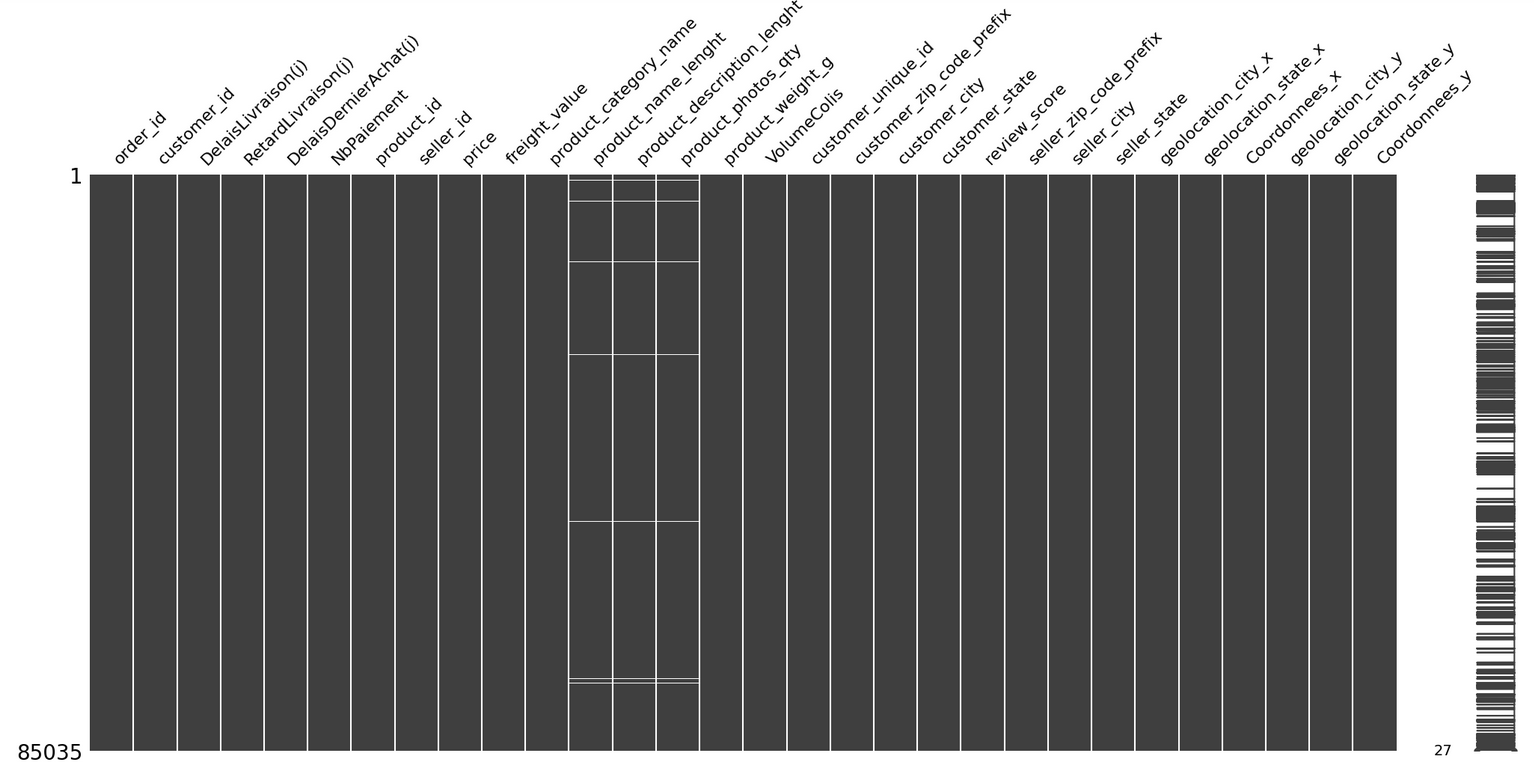 order_id
customer_id
DelaisLivraison(j)
RetardLivraison(j)
DelaisDernierAchat(j)
NbPaiement
product_id
seller_id
price
freight_value
product_category_name
product_name_lenght
product_description_lenght
product_photos_qty
product_weight_g
VolumeColis
customer_unique_id
customer_zip_code_prefix
customer_city
customer_state
review_score
seller_zip_code_prefix
seller_city
seller_state
geolocation_city_x
geolocation_state_x
Coordonnees_x
geolocation_city_y
geolocation_state_y
Coordonnees_y
1
85035
27